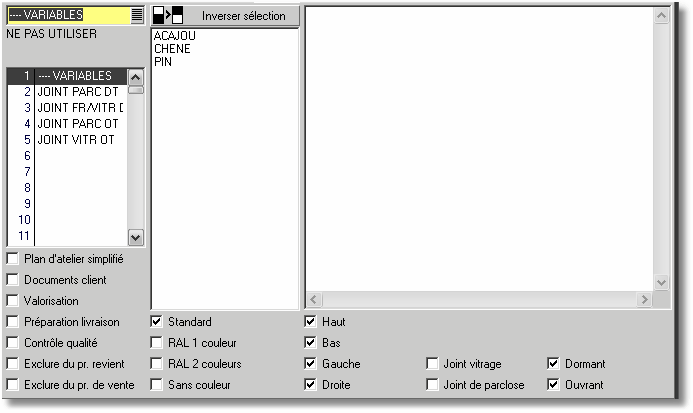 ---- VARIABLES
Inverser sélection
NE PAS UTILISER
ACAJOU
CHENE
PIN
1 ---- VARIABLES
2 JOINT PARC DT
3 JOINT FR/VITR D
4 JOINT PARC OT
5 JOINT VITR OT
6
7
8
9
10
11
Plan d'atelier simplifié
Documents client
Valorisation
Préparation livraison Standard Haut
Contrôle qualité RAL 1 couleur Bas
Exclure du pr. revient RAL 2 couleurs Gauche Joint vitrage Dormant
Exclure du pr. de vente Sans couleur Droite Joint de parclose Ouvrant